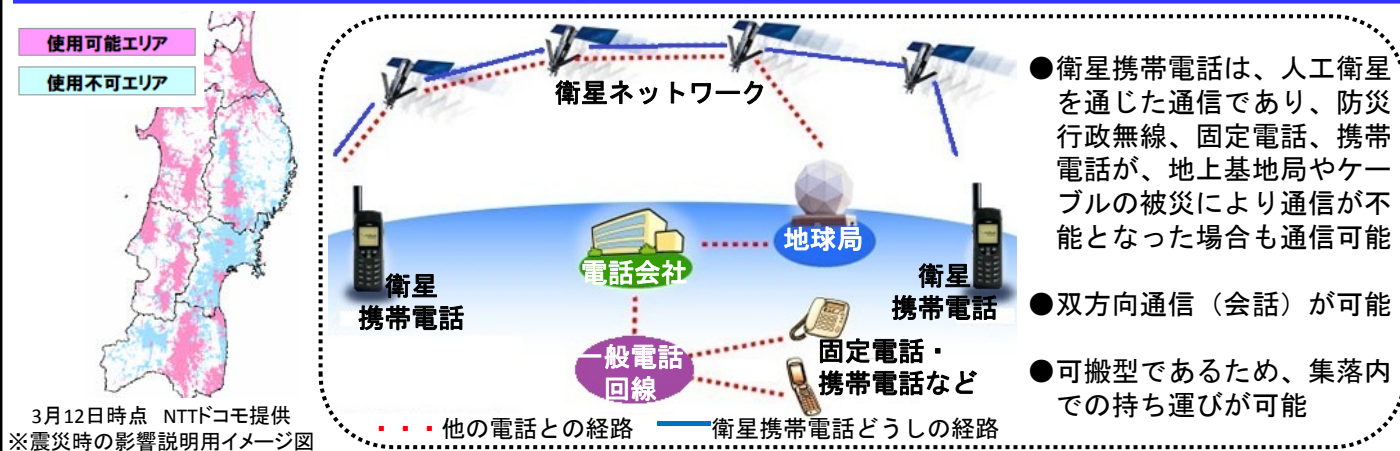 使用可能エリア
使用不可エリア
3月12日時点　NTTドコモ提供
※震災時の影響説明用イメージ図
衛星ネットワーク
地球局
電話会社
衛星
携帯電話
衛星
携帯電話
一般電話
回線
固定電話・
携帯電話など
・・・他の電話との経路
衛星携帯電話どうしの経路
●衛星携帯電話は、人工衛星
を通じた通信であり、防災
行政無線、固定電話、携帯
電話が、地上基地局やケー
ブルの被災により通信が不
能となった場合も通信可能
●双方向通信（会話）が可能
●可搬型であるため、集落内
での持ち運びが可能